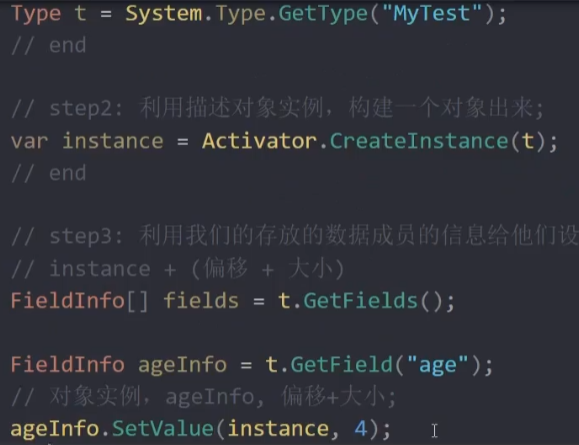 Type t = System.Type.GetType("MyTest");
// end
// step2: 利用描述对象实例，构建一个对象出来;
var instance = Activator.CreateInstance(t);
// end
// step3: 利用我们的存放的数据成员的信息给他们设
// instance + (偏移 + 大小)
FieldInfo[] fields = t.GetFields();
FieldInfo ageInfo = t.GetField("age");
// 对象实例，ageInfo, 偏移+大小;
ageInfo.SetValue(instance, 4);